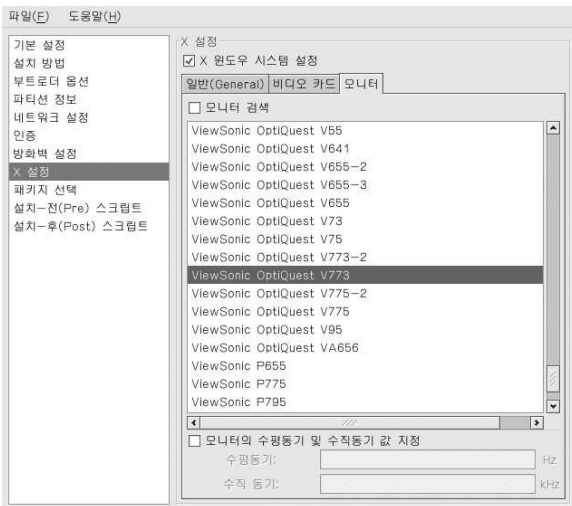 파일(F) 도움말(H)
기본 설정
설치 방법
부트로더 옵션
파티션 정보
네트워크 설정
인증
방화벽 설정
X 설정
패키지 선택
설치-전(Pre) 스크립트
설치-후(Post) 스크립트
X 설정
X 윈도우 시스템 설정
일반(General) 비디오 카드 모니터
모니터 검색
ViewSonic OptiQuest V55
ViewSonic OptiQuest V641
ViewSonic OptiQuest V655-2
ViewSonic OptiQuest V655-3
ViewSonic OptiQuest V655
ViewSonic OptiQuest V73
ViewSonic OptiQuest V75
ViewSonic OptiQuest V773-2
ViewSonic OptiQuest V773
ViewSonic OptiQuest V775-2
ViewSonic OptiQuest V775
ViewSonic OptiQuest V95
ViewSonic OptiQuest VA656
ViewSonic P655
ViewSonic P775
ViewSonic P795
모니터의 수평동기 및 수직동기 값 지정
수평동기: Hz
수직 동기: kHz